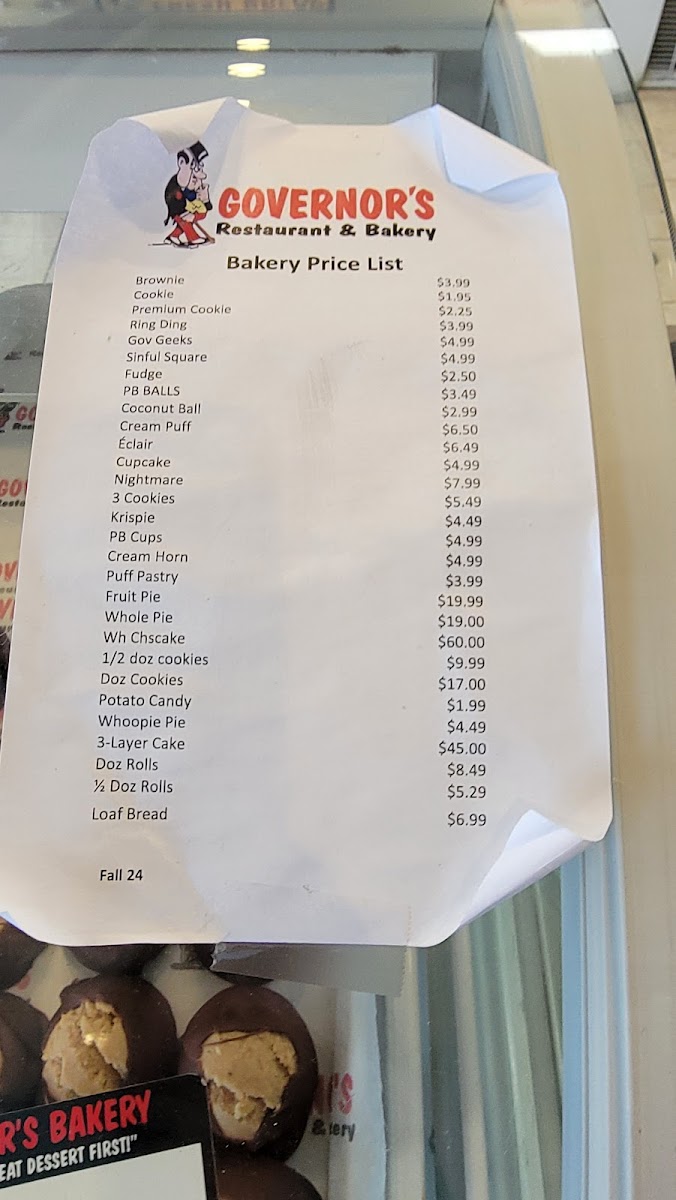 GOVERNOR'S
Restaurant & Bakery
Bakery Price List
Brownie $3.99
Cookie $1.95
Premium Cookie $2.25
Ring Ding $3.99
Gov Geeks $4.99
Sinful Square $4.99
Fudge $2.50
PB BALLS $3.49
Coconut Ball $2.99
Cream Puff $6.50
Éclair $6.49
Cupcake $4.99
Nightmare $7.99
3 Cookies $5.49
Krispie $4.49
PB Cups $4.99
Cream Horn $4.99
Puff Pastry $3.99
Fruit Pie $19.99
Whole Pie $19.00
Wh Chscake $60.00
1/2 doz cookies $9.99
Doz Cookies $17.00
Potato Candy $1.99
Whoopie Pie $4.49
3-Layer Cake $45.00
Doz Rolls $8.49
½ Doz Rolls $5.29
Loaf Bread $6.99
Fall 24
R'S BAKERY
EAT DESSERT FIRST!"